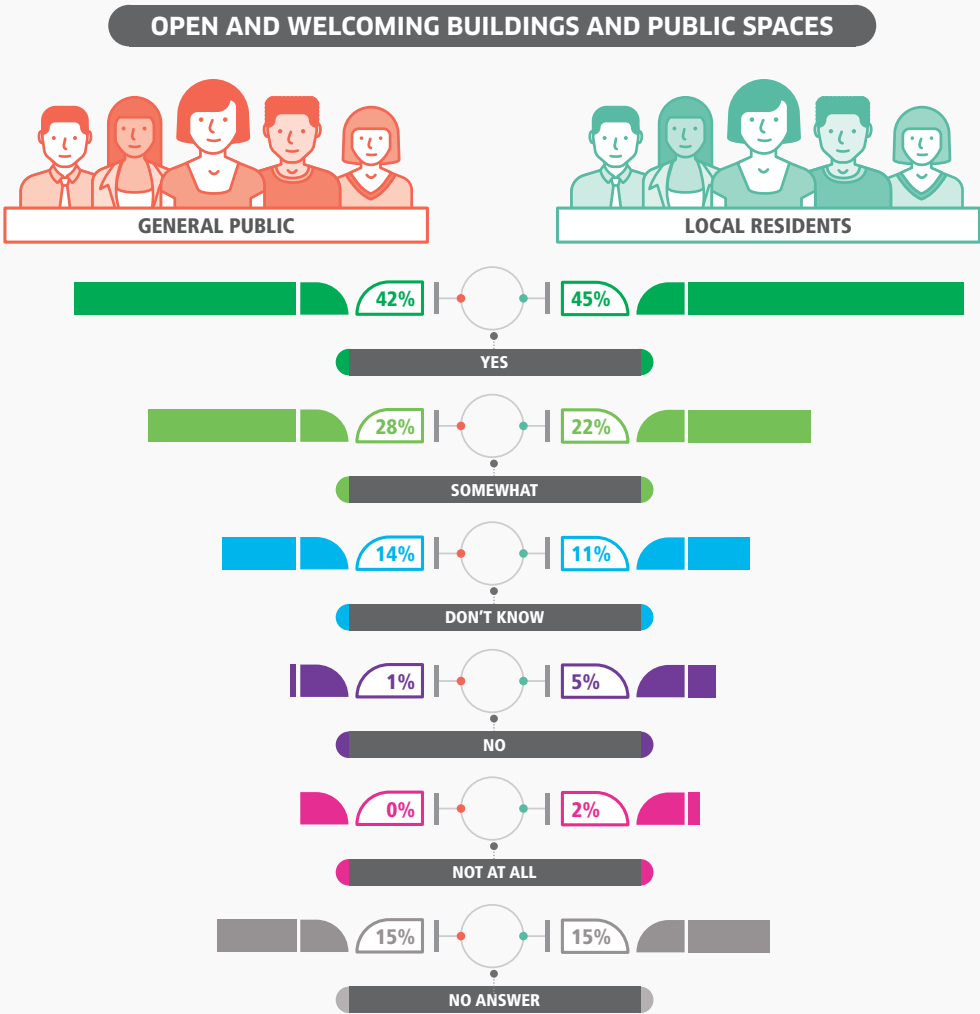 OPEN AND WELCOMING BUILDINGS AND PUBLIC SPACES
GENERAL PUBLIC
LOCAL RESIDENTS
42%
45%
YES
28%
22%
SOMEWHAT
14%
11%
DON'T KNOW
1%
5%
NO
0%
2%
NOT AT ALL
15%
15%
NO ANSWER